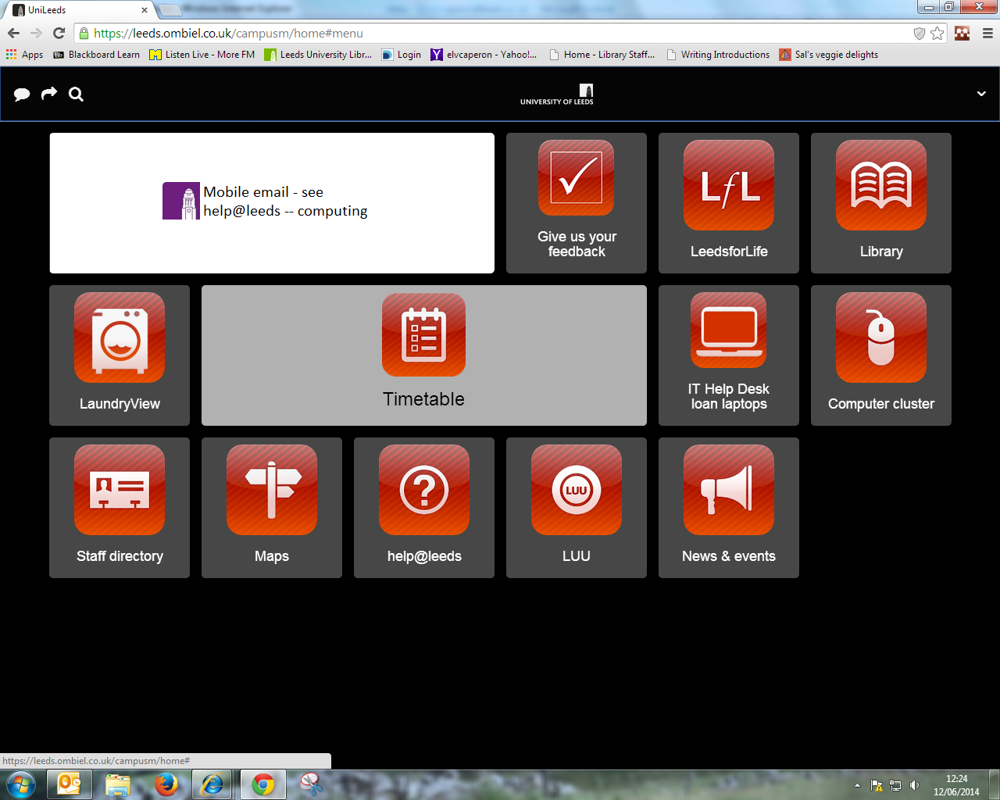 UniLeeds
https://leeds.ombiel.co.uk/campusm/home#menu
Apps Bb Blackboard Learn Listen Live - More FM Leeds University Libr... Login elvcaperon - Yahoo!... Home - Library Staff... Writing Introductions Sal's veggie delights
UNIVERSITY OF LEEDS
Mobile email - see
help@leeds -- computing
Give us your
feedback
LfL
LeedsforLife
Library
LaundryView
Timetable
IT Help Desk
loan laptops
Computer cluster
Staff directory
Maps
?
help@leeds
LUU
LUU
News & events
https://leeds.ombiel.co.uk/campusm/home#
12:24
12/06/2014